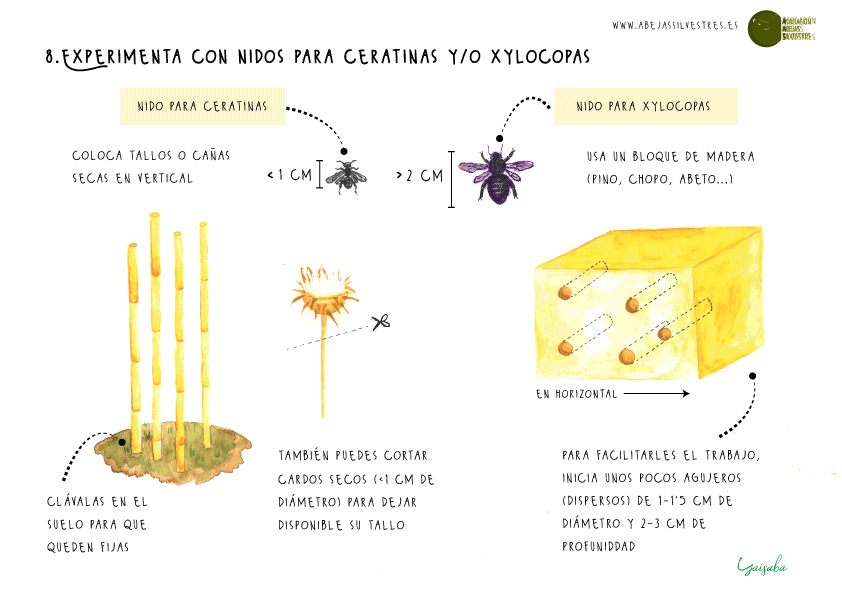 WWW.ABEJASSILVESTRES.ES
ASOCIACIÓN
ABEJAS
SILVESTRES
8.EXPERIMENTA CON NIDOS PARA CERATINAS Y/O XYLOCOPAS
NIDO PARA CERATINAS
NIDO PARA XYLOCOPAS
COLOCA TALLOS O CAÑAS
SECAS EN VERTICAL
<1 CM
>2 CM
USA UN BLOQUE DE MADERA
(PINO, CHOPO, ABETO...)
EN HORIZONTAL
CLÁVALAS EN EL
SUELO PARA QUE
QUEDEN FIJAS
TAMBIÉN PUEDES CORTAR
CARDOS SECOS (<1 CM DE
DIÁMETRO) PARA DEJAR
DISPONIBLE SU TALLO
PARA FACILITARLES EL TRABAJO,
INICIA UNOS POCOS AGUJEROS
(DISPERSOS) DE 1-1'5 CM DE
DIÁMETRO Y 2-3 CM DE
PROFUNIDDAD